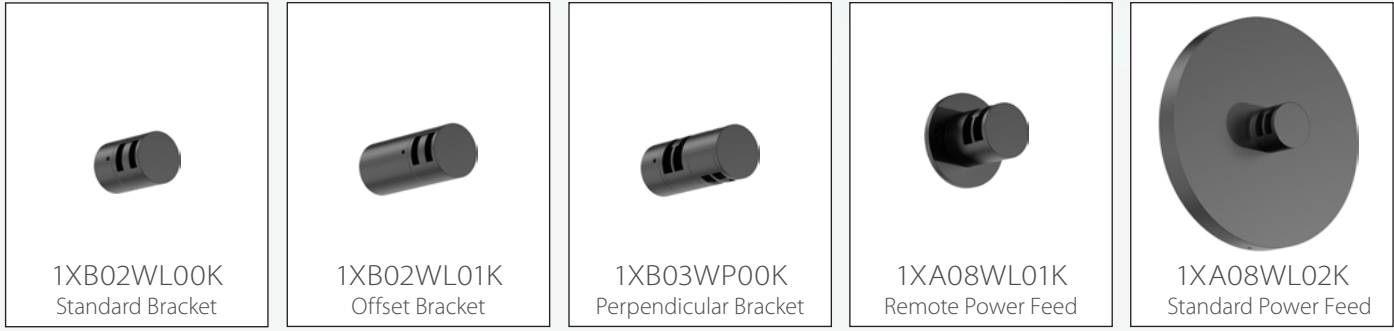 1XB02WL00K
Standard Bracket
1XB02WL01K
Offset Bracket
1XB03WP00K
Perpendicular Bracket
1XA08WL01K
Remote Power Feed
1XA08WL02K
Standard Power Feed